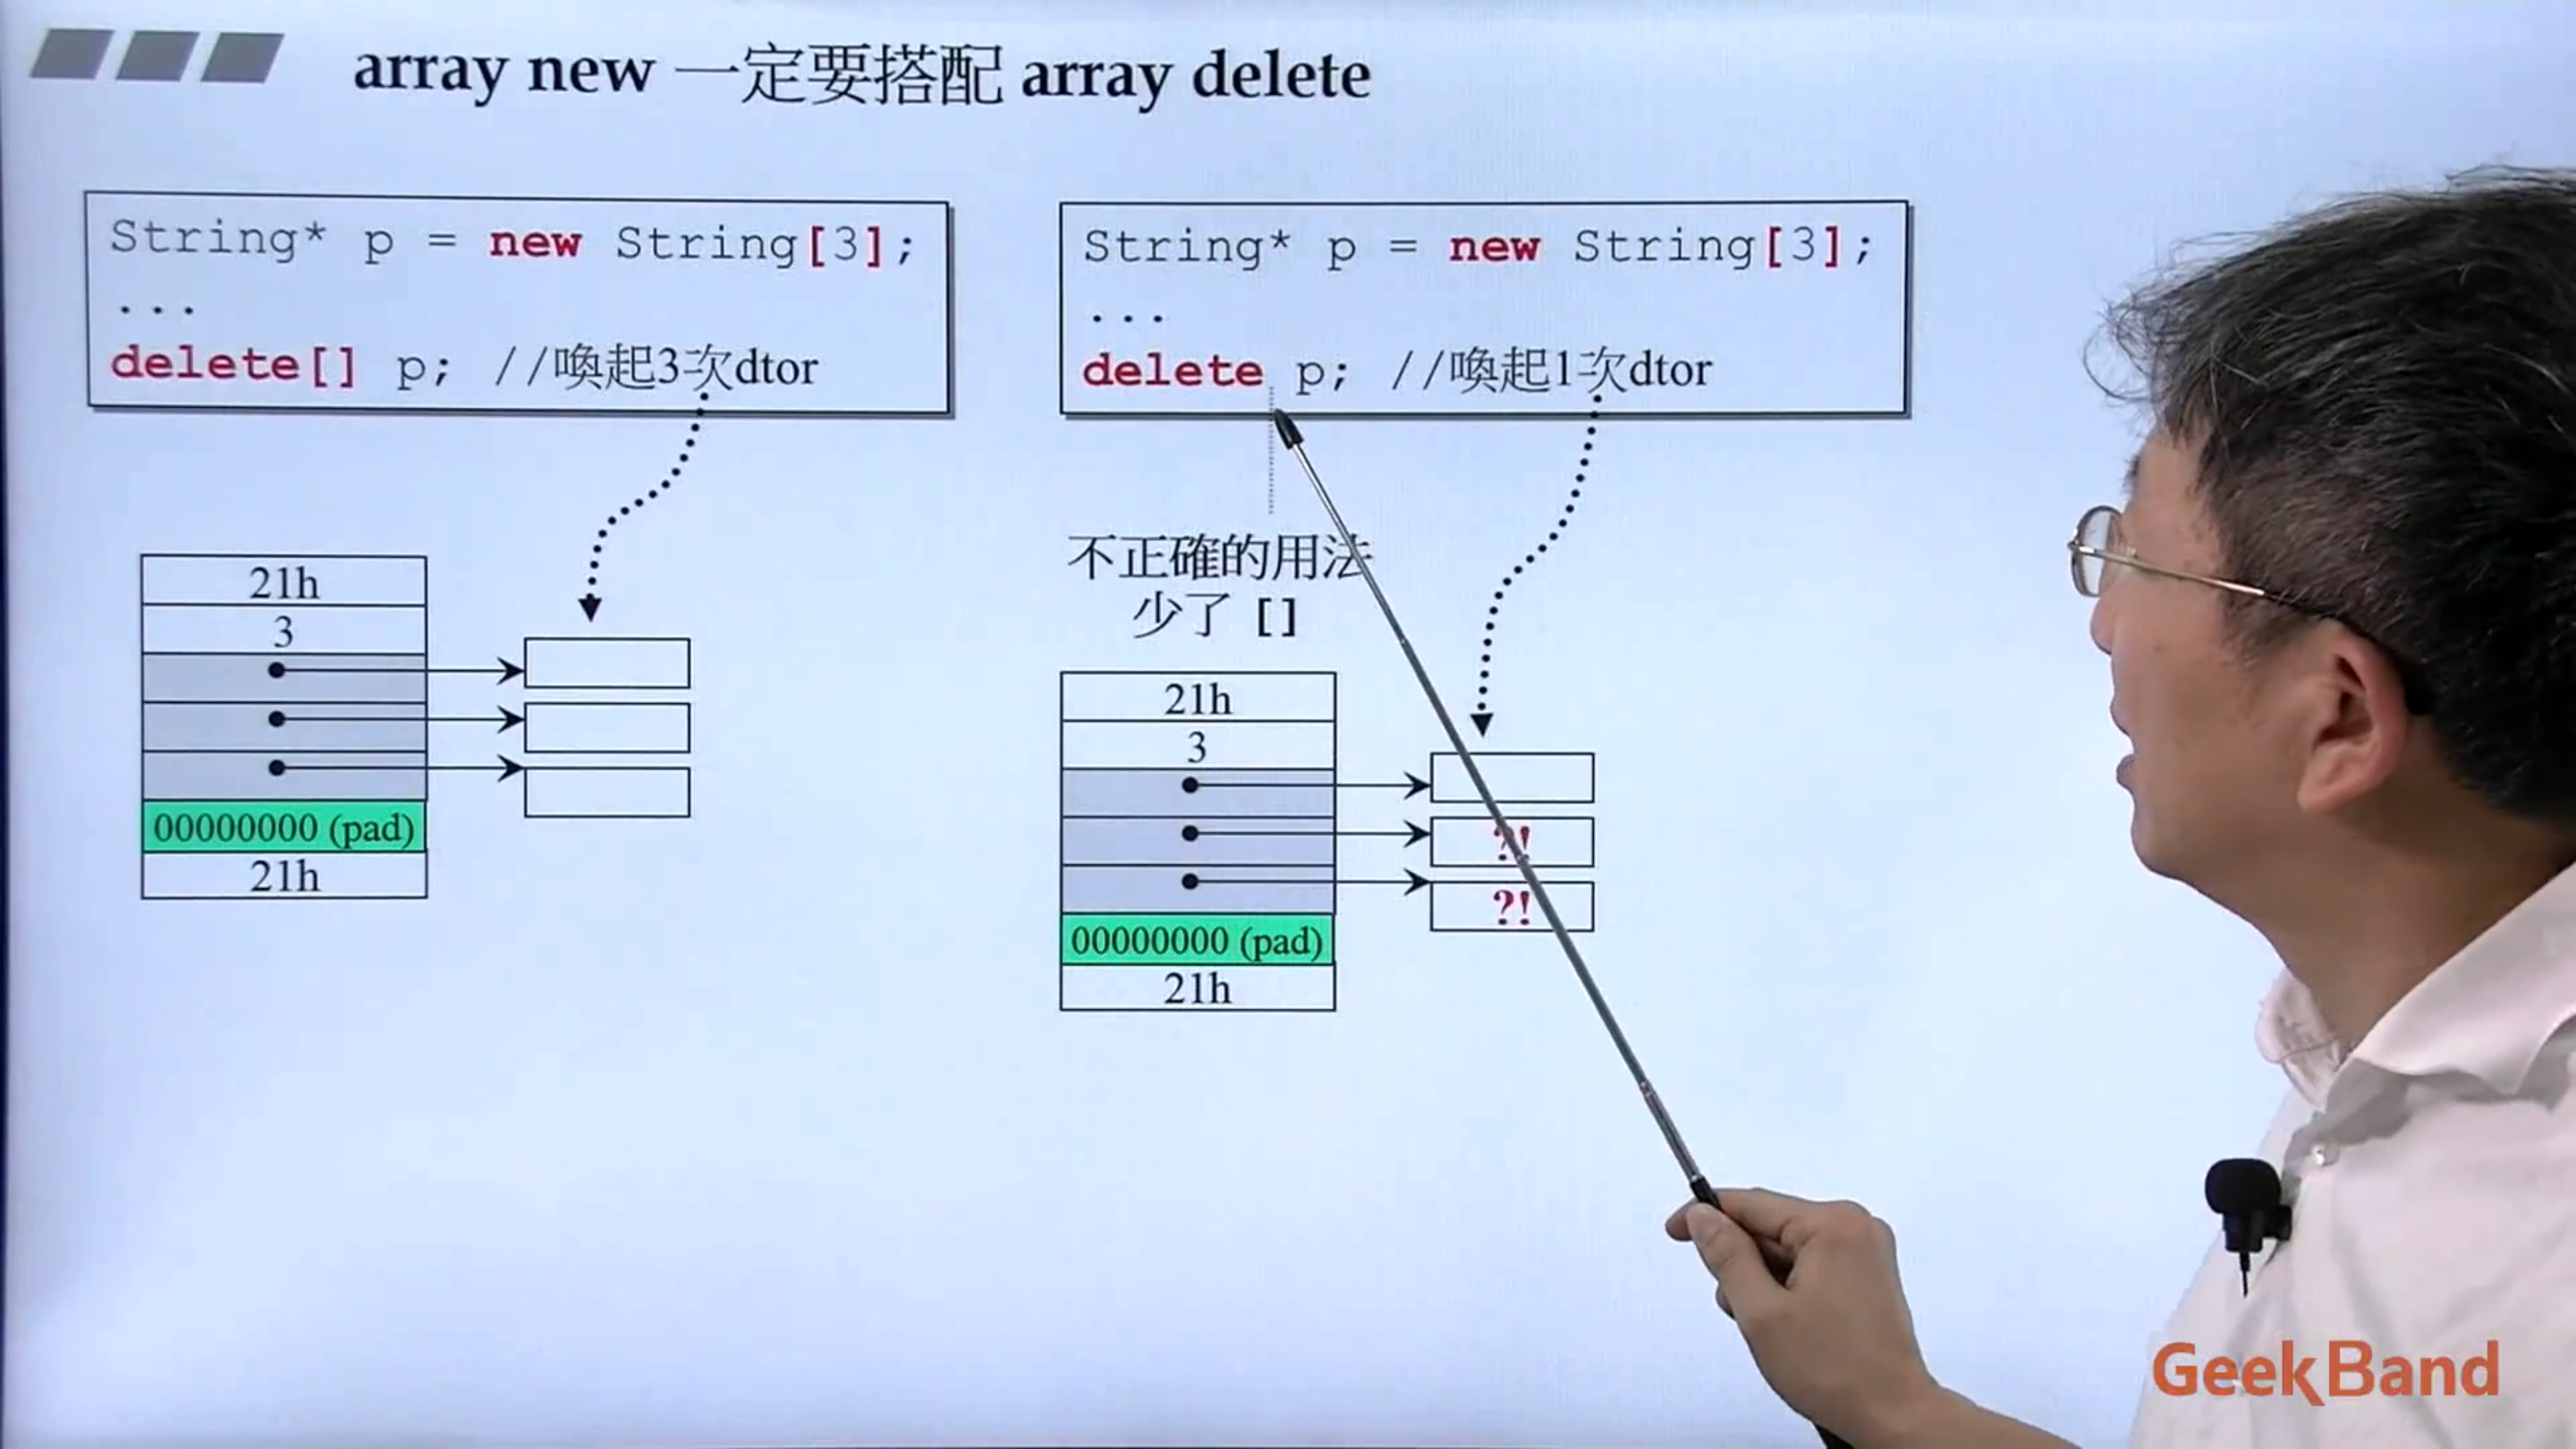 array new 一定要搭配 array delete
String* p = new String[3];
...
delete[] p; //喚起3次dtor
21h
3
00000000 (pad)
21h
String* p = new String[3];
...
delete p; //喚起1次dtor
不正確的用法
少了 []
21h
3
?!
?!
00000000 (pad)
21h
GeekBand